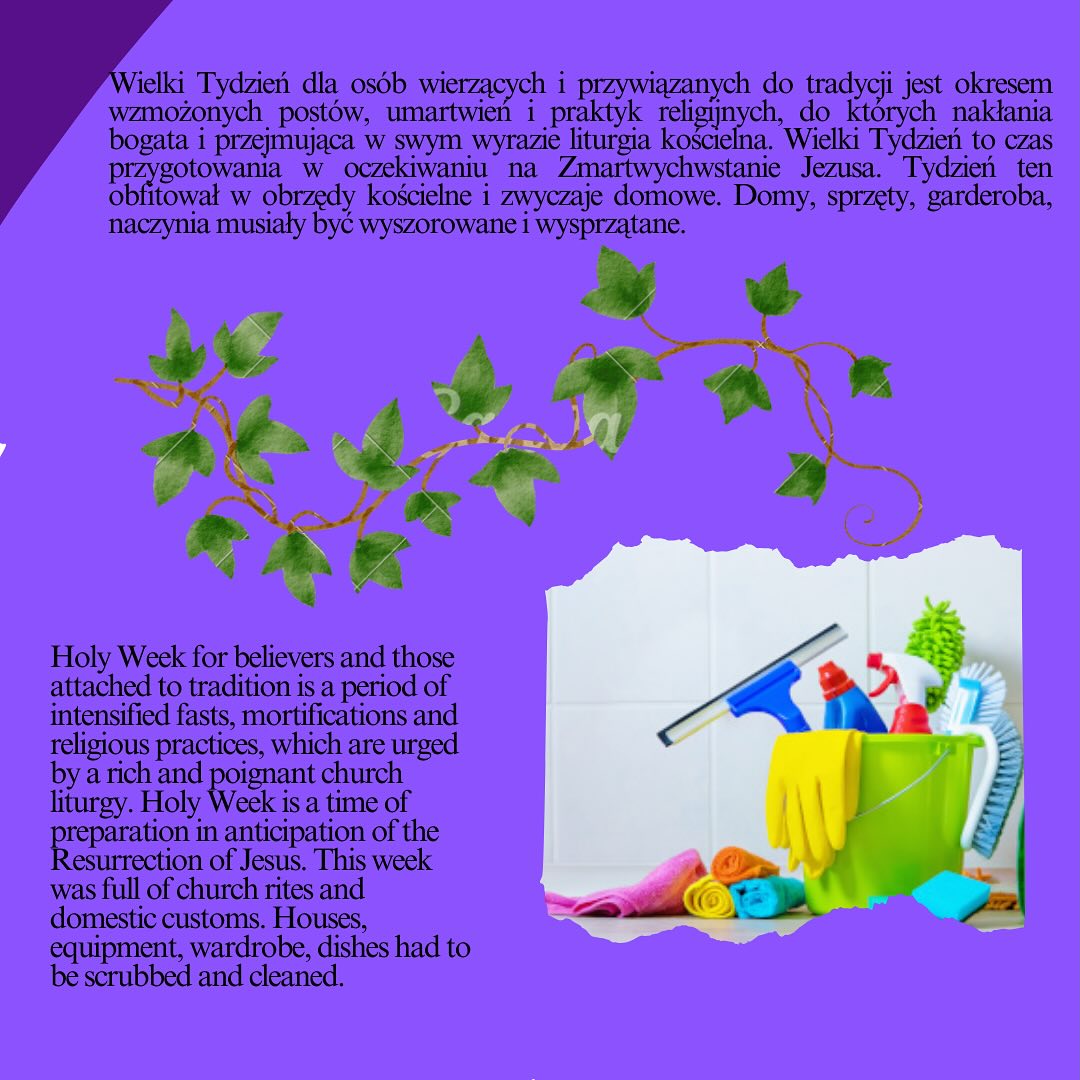 Wielki Tydzień dla osób wierzących i przywiązanych do tradycji jest okresem
wzmożonych postów, umartwień i praktyk religijnych, do których nakłania
bogata i przejmująca w swym wyrazie liturgia kościelna. Wielki Tydzień to czas
przygotowania w oczekiwaniu na Zmartwychwstanie Jezusa. Tydzień ten
obfitował w obrzędy kościelne i zwyczaje domowe. Domy, sprzęty, garderoba,
naczynia musiały być wyszorowane i wysprzątane.
Holy Week for believers and those
attached to tradition is a period of
intensified fasts, mortifications and
religious practices, which are urged
by a rich and poignant church
liturgy. Holy Week is a time of
preparation in anticipation of the
Resurrection of Jesus. This week
was full of church rites and
domestic customs. Houses,
equipment, wardrobe, dishes had to
be scrubbed and cleaned.